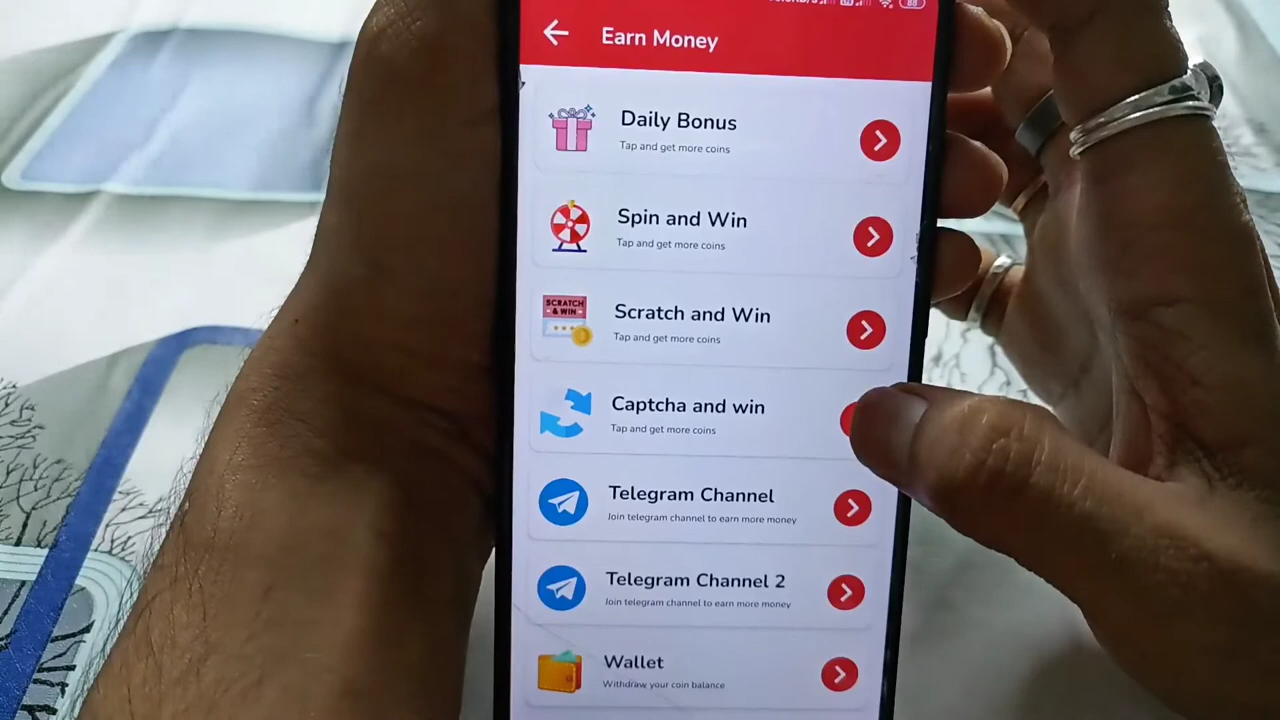 88
Earn Money
Daily Bonus
Tap and get more coins
Spin and Win
Tap and get more coins
SCRATCH
& WIN
Scratch and Win
Tap and get more coins
Captcha and win
Tap and get more coins
Telegram Channel
Join telegram channel to earn more money
Telegram Channel 2
Join telegram channel to earn more money
Wallet
Withdraw your coin balance